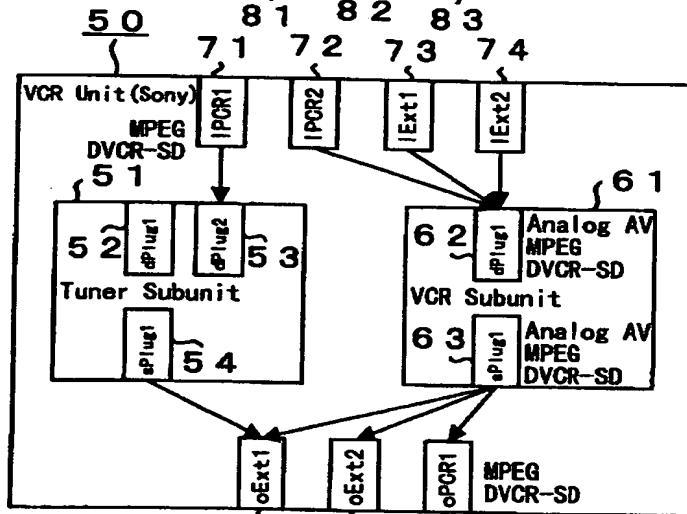 ８１ ８２ ８３
５０ ７１ ７２ ７３ ７４
VCR Unit(Sony) IPCR1 IPCR2 IExt1 IExt2
MPEG
DVCR-SD
５１ ６１
５２ dPlug1 dPlug2 ５３ ６２ dPlug1 Analog AV
MPEG
DVCR-SD
Tuner Subunit VCR Subunit
aPlug1 ５４ ６３ aPlug1 Analog AV
MPEG
DVCR-SD
oExt1 oExt2 oPCR1 MPEG
DVCR-SD